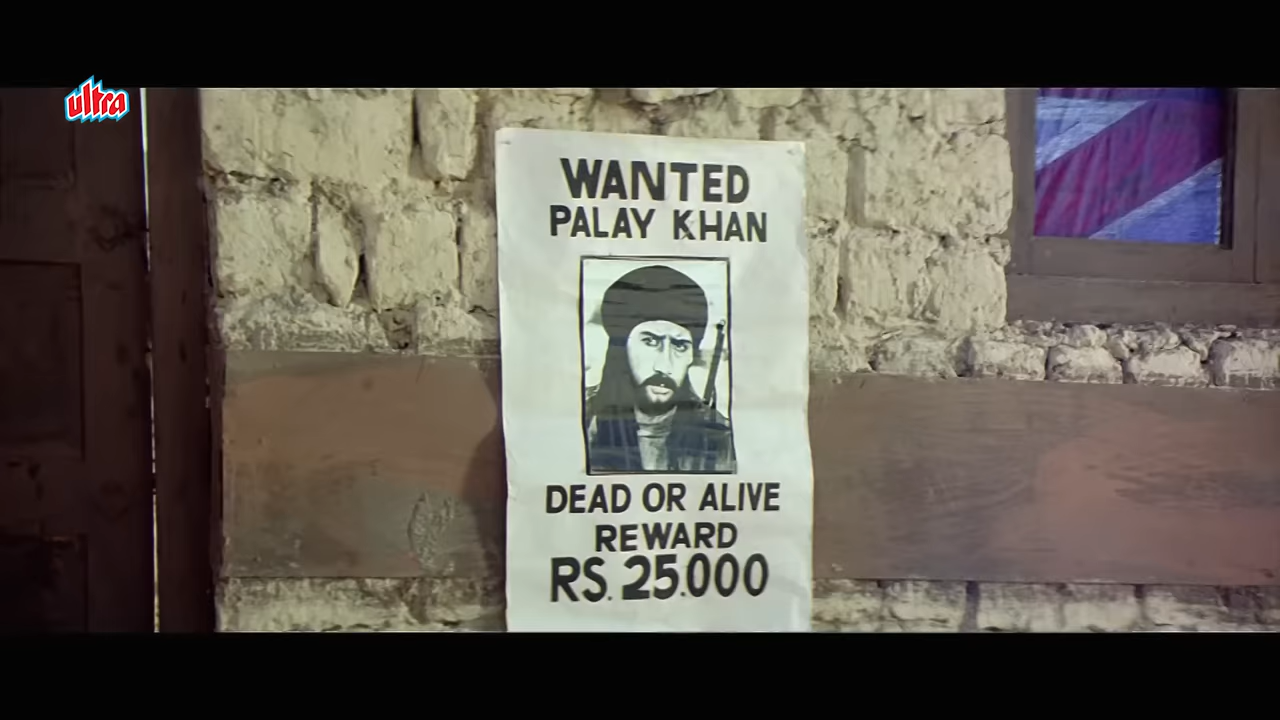 ultra
WANTED
PALAY KHAN
DEAD OR ALIVE
REWARD
RS. 25.000